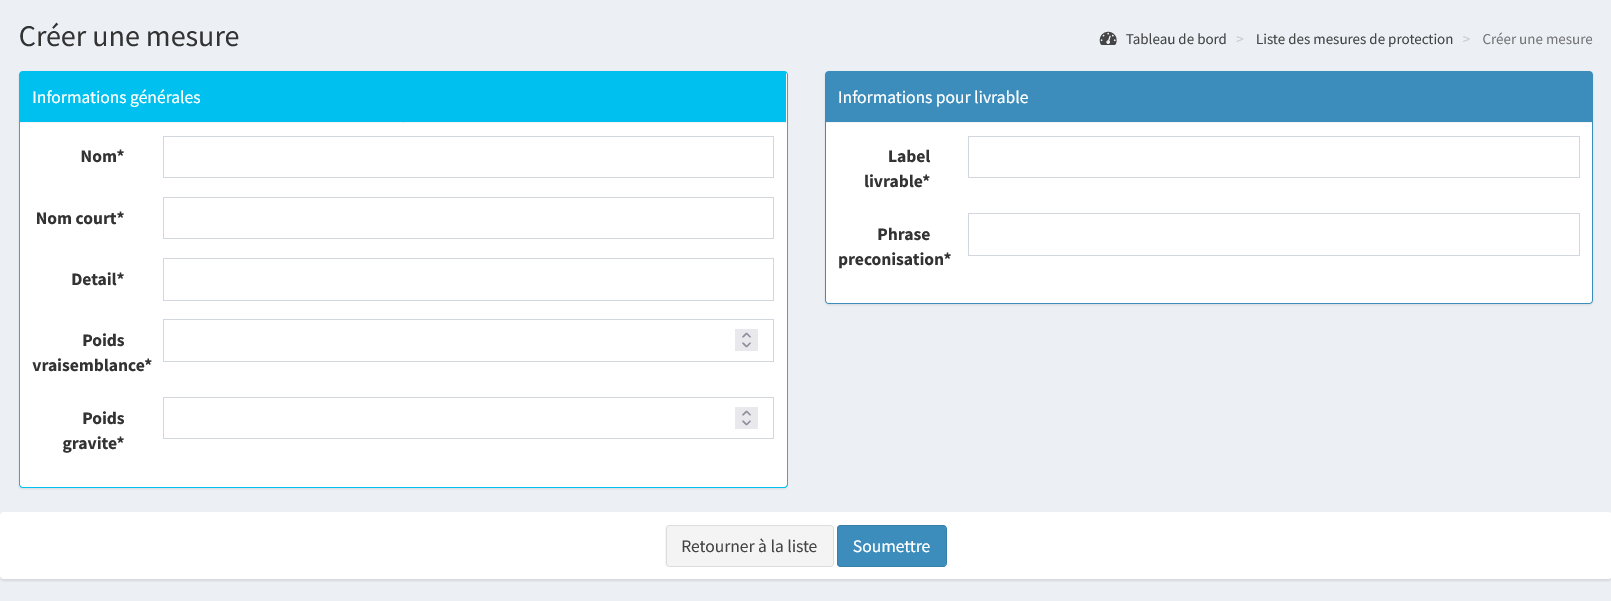 Créer une mesure
Tableau de bord > Liste des mesures de protection > Créer une mesure
Informations générales
Nom*
Nom court*
Detail*
Poids
vraisemblance*
Poids
gravite*
Informations pour livrable
Label
livrable*
Phrase
preconisation*
Retourner à la liste
Soumettre